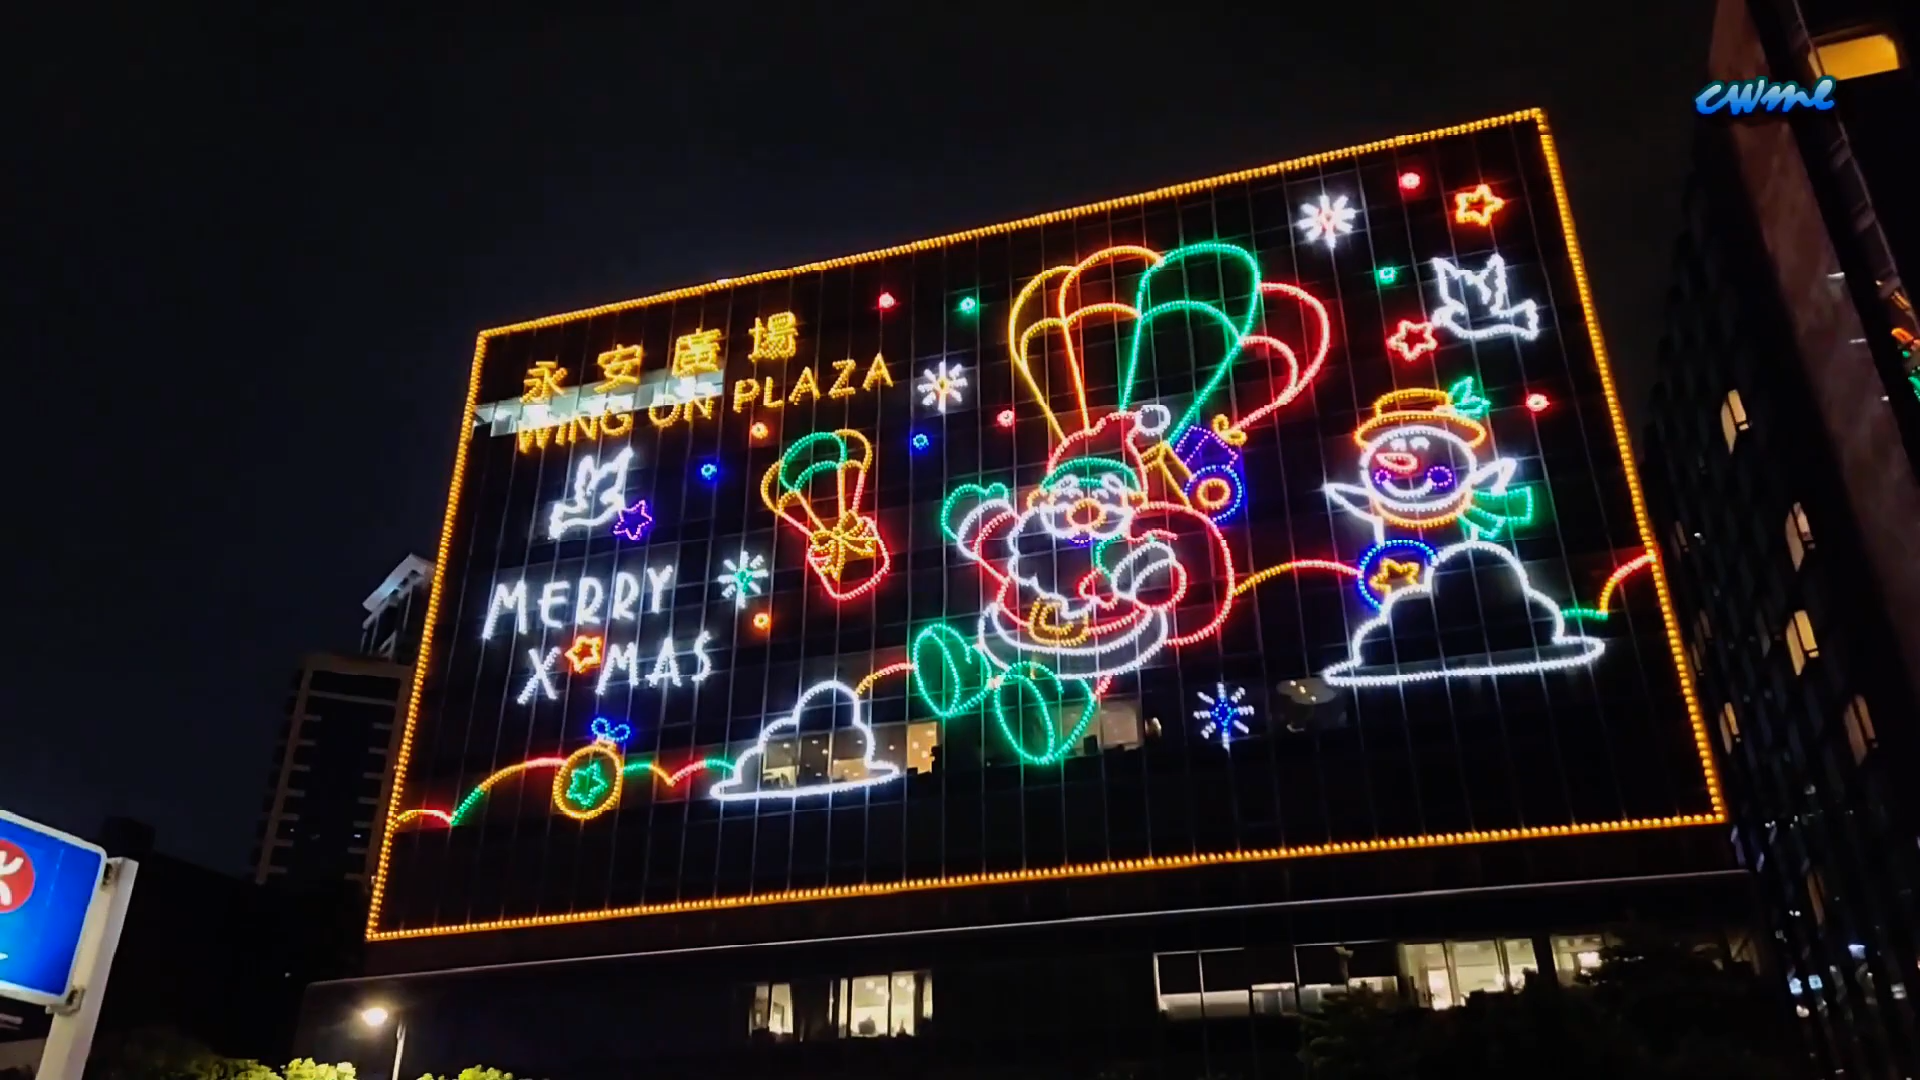 永安廣場
WING ON PLAZA
MERRY
X MAS
cwme